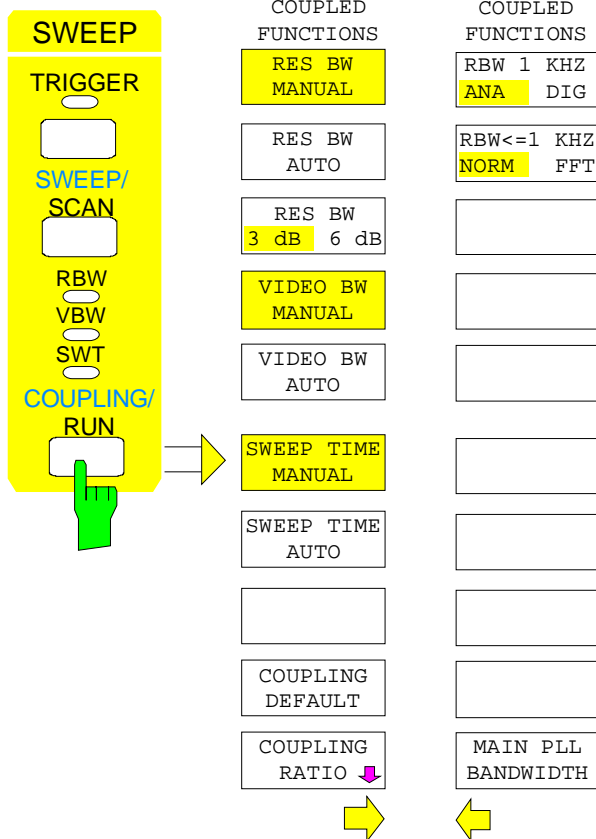 SWEEP
TRIGGER
SWEEP/
SCAN
RBW
VBW
SWT
COUPLING/
RUN
COUPLED
FUNCTIONS
RES BW
MANUAL
RES BW
AUTO
RES BW
3 dB 6 dB
VIDEO BW
MANUAL
VIDEO BW
AUTO
SWEEP TIME
MANUAL
SWEEP TIME
AUTO
COUPLING
DEFAULT
COUPLING
RATIO
COUPLED
FUNCTIONS
RBW 1 KHZ
ANA DIG
RBW<=1 KHZ
NORM FFT
MAIN PLL
BANDWIDTH